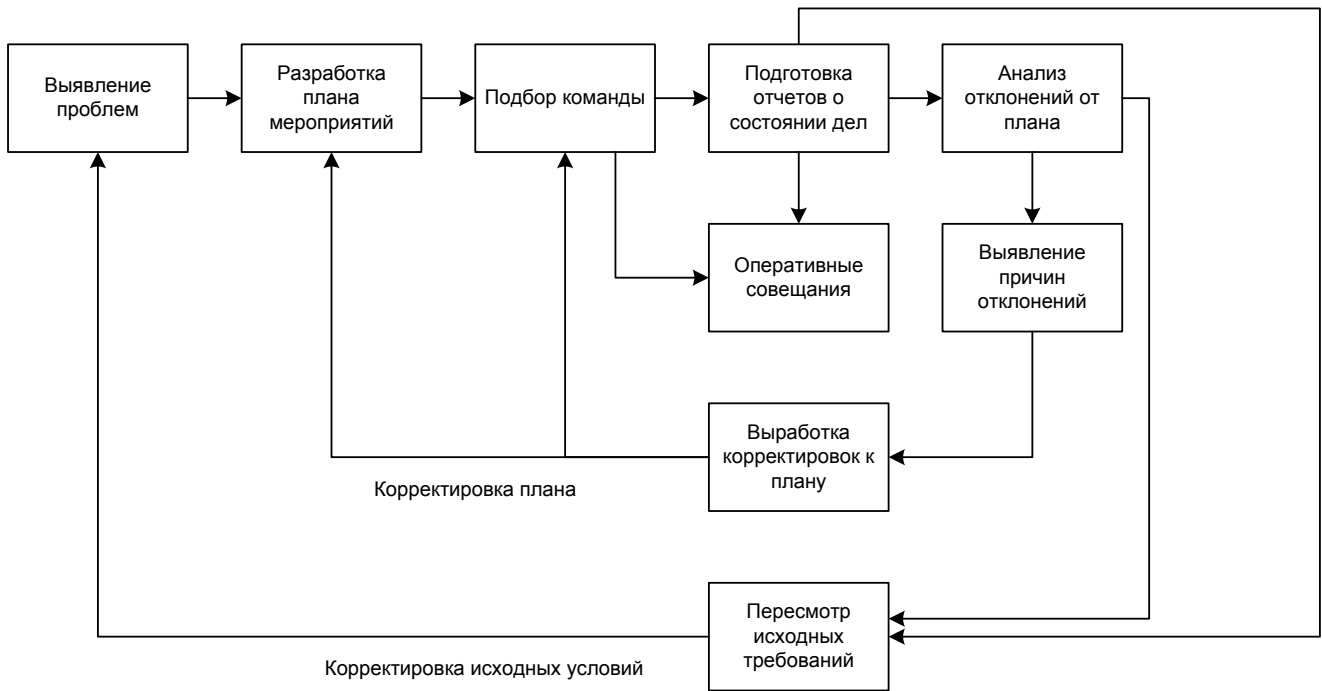 Выявление
проблем
Разработка
плана
мероприятий
Подбор команды
Подготовка
отчетов о
состоянии дел
Анализ
отклонений от
плана
Оперативные
совещания
Выявление
причин
отклонений
Выработка
корректировок к
плану
Корректировка плана
Пересмотр
исходных
требований
Корректировка исходных условий